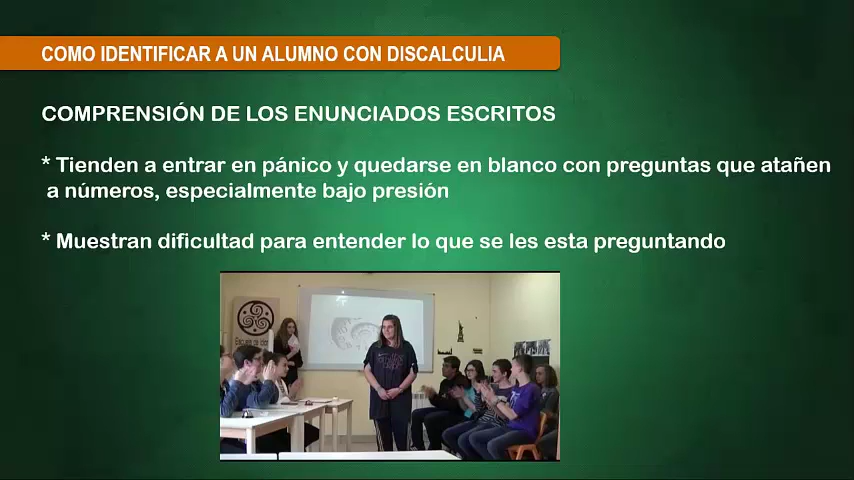 COMO IDENTIFICAR A UN ALUMNO CON DISCALCULIA
COMPRENSIÓN DE LOS ENUNCIADOS ESCRITOS
* Tienden a entrar en pánico y quedarse en blanco con preguntas que atañen
a números, especialmente bajo presión
* Muestran dificultad para entender lo que se les esta preguntando